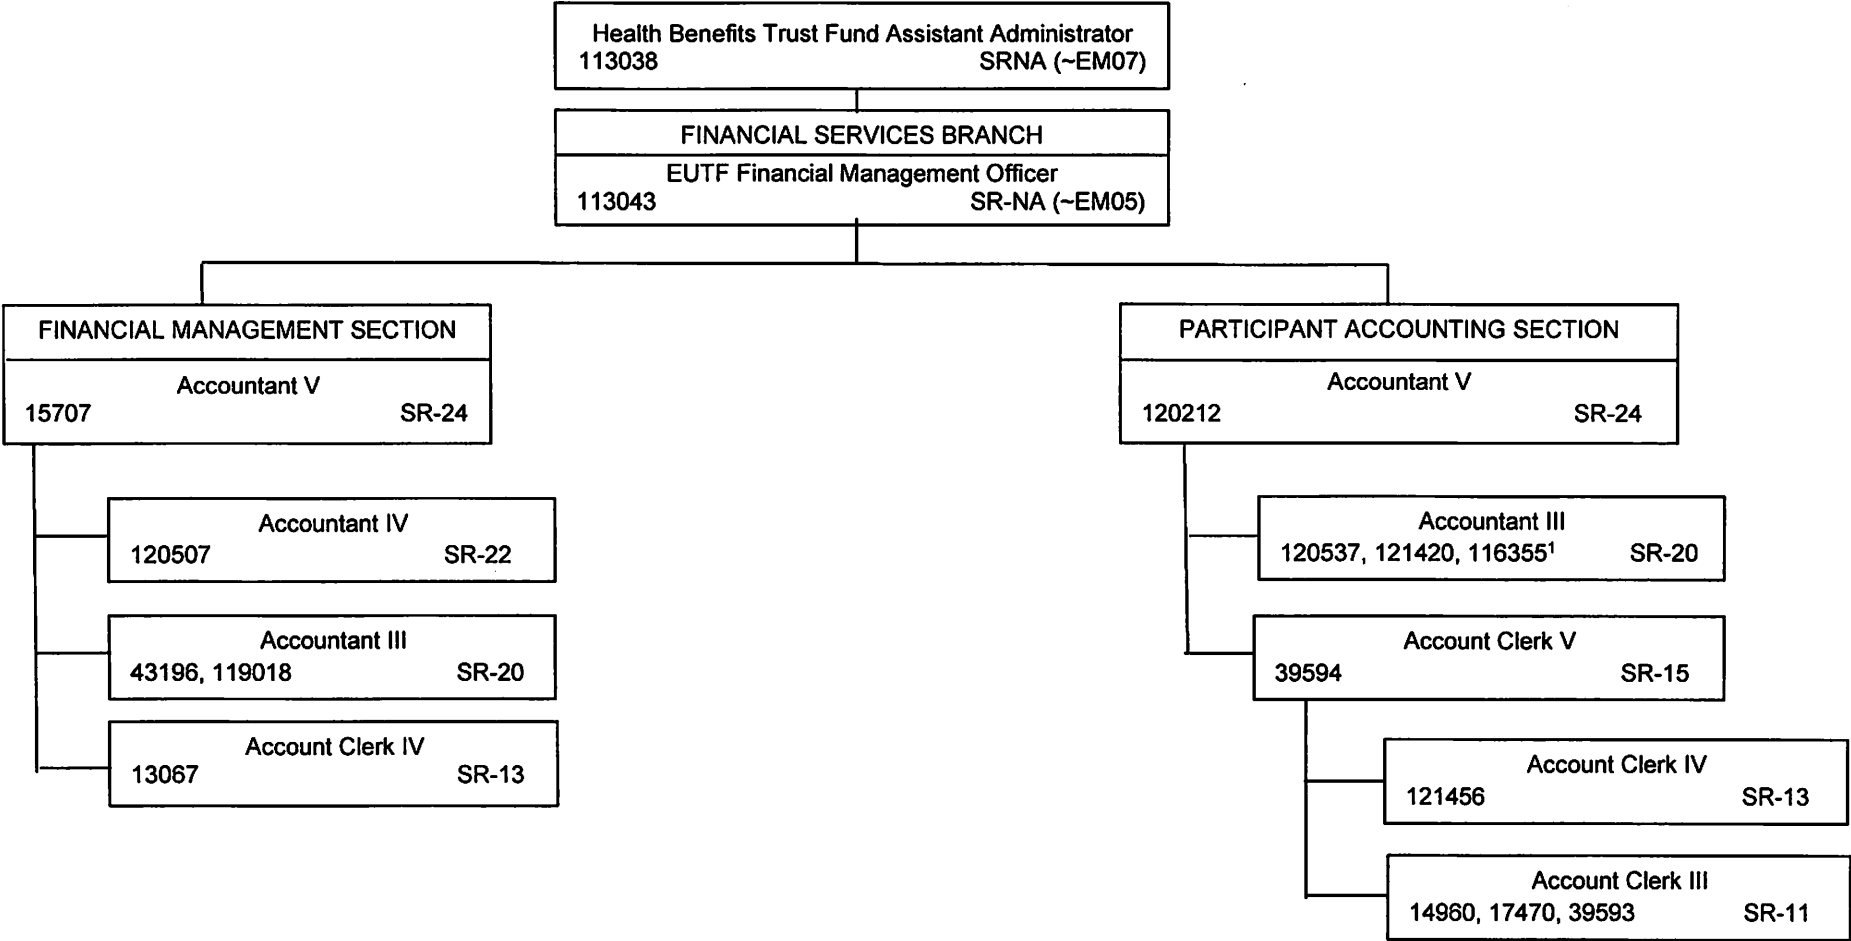 Health Benefits Trust Fund Assistant Administrator
113038 SRNA (~EM07)
FINANCIAL SERVICES BRANCH
EUTF Financial Management Officer
113043 SR-NA (~EM05)
FINANCIAL MANAGEMENT SECTION
Accountant V
15707 SR-24
Accountant IV
120507 SR-22
Accountant III
43196, 119018 SR-20
Account Clerk IV
13067 SR-13
PARTICIPANT ACCOUNTING SECTION
Accountant V
120212 SR-24
Accountant III
120537, 121420, 116355¹ SR-20
Account Clerk V
39594 SR-15
Account Clerk IV
121456 SR-13
Account Clerk III
14960, 17470, 39593 SR-11